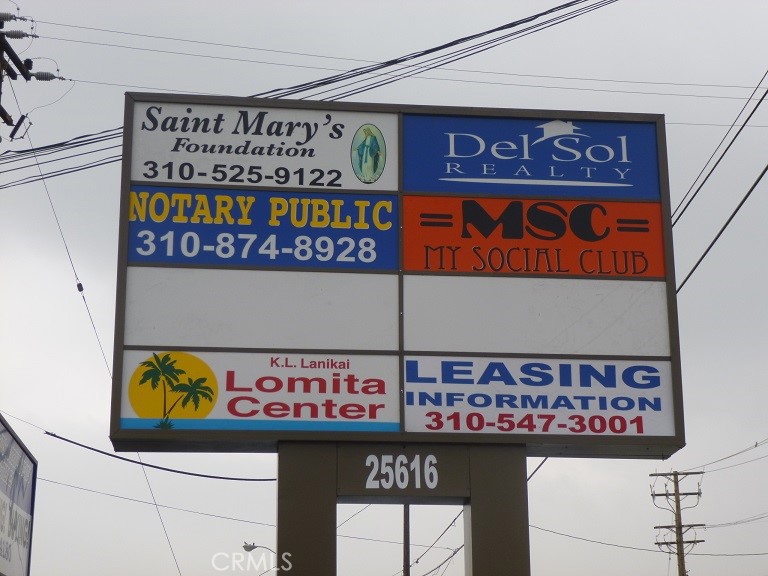 Saint Mary's
Foundation
310-525-9122
Del Sol
REALTY
NOTARY PUBLIC
310-874-8928
=MSC=
MY SOCIAL CLUB
K.L. Lanikai
Lomita
Center
LEASING
INFORMATION
310-547-3001
25616
CRMLS